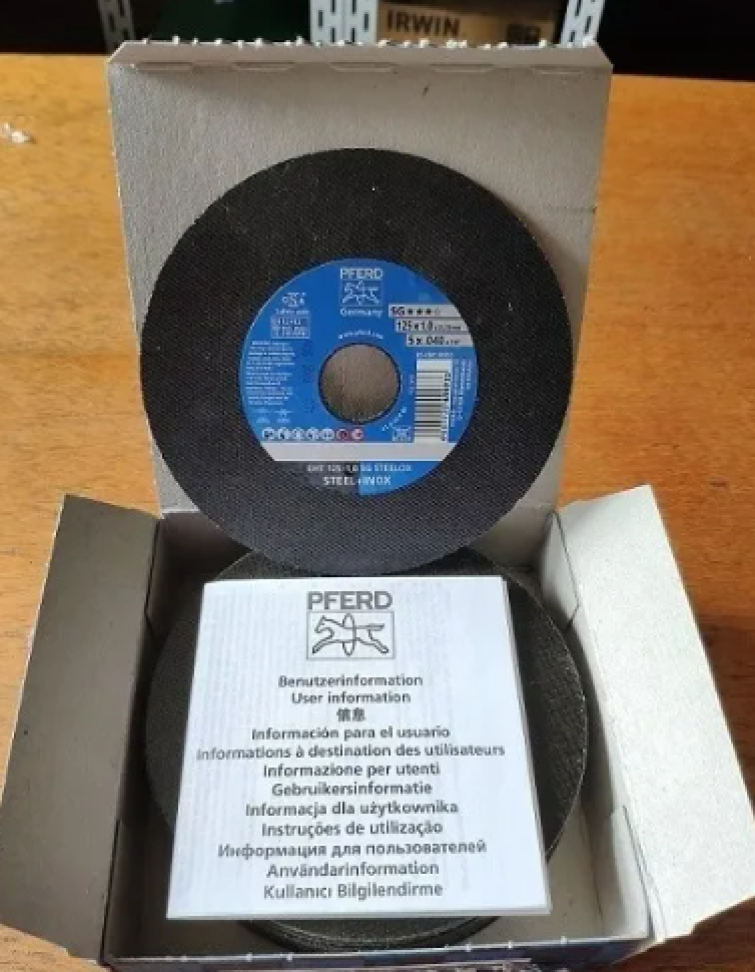 IRWIN
PFERD
Germany
SG ★★★☆
125 x 1,0
5 x .040
EHT 125-1,0 SG STEELOX
STEEL+INOX
PFERD
Benutzerinformation
User information
信息
Información para el usuario
Informations à destination des utilisateurs
Informazione per utenti
Gebruikersinformatie
Informacja dla użytkownika
Instruções de utilização
Информация для пользователей
Användarinformation
Kullanıcı Bilgilendirme